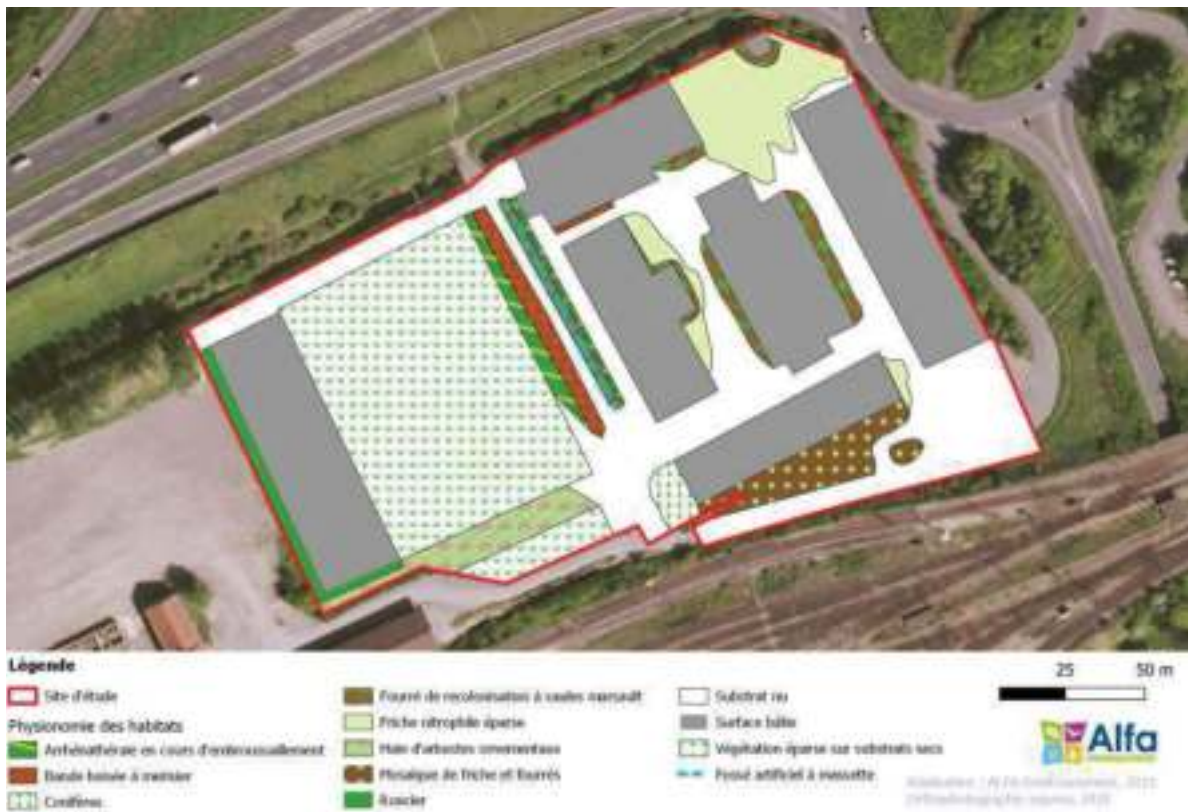 Légende
Site d'étude
Physionomie des habitats
Arrhénathéraie en cours d'embroussaillement
Bande boisée à merisier
Conifères
Fourré de recolonisation à saules marsault
Friche nitrophile éparse
Haie d'arbustes ornementaux
Mosaïque de friche et fourrés
Roncier
Substrat nu
Surface bâtie
Végétation éparse sur substrats secs
Fossé artificiel à massette
25 50 m
Alfa